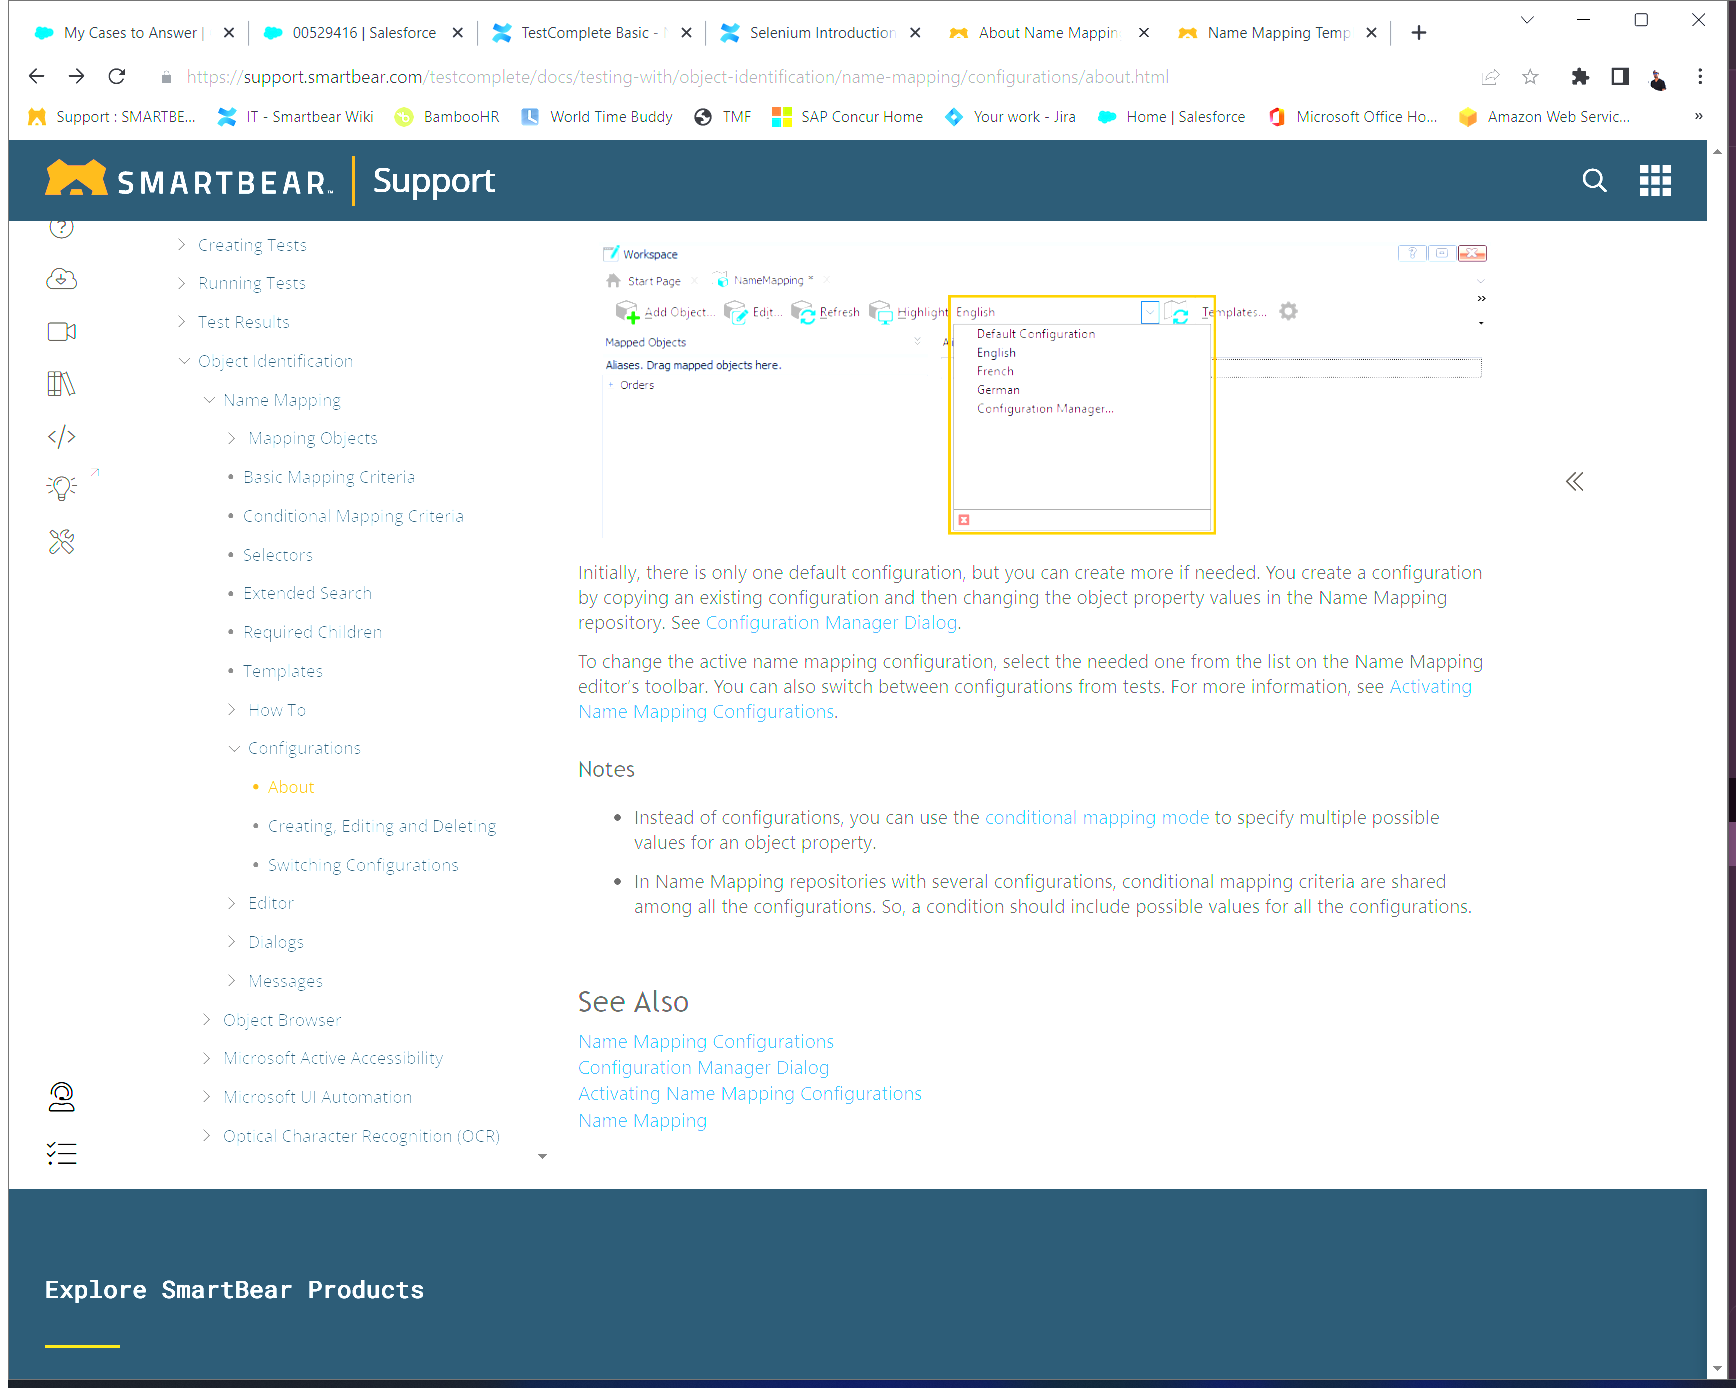 My Cases to Answer |
00529416 | Salesforce
TestComplete Basic -
Selenium Introduction
About Name Mappin
Name Mapping Temp
https://support.smartbear.com/testcomplete/docs/testing-with/object-identification/name-mapping/configurations/about.html
Support : SMARTBE...
IT - Smartbear Wiki
BambooHR
World Time Buddy
TMF
SAP Concur Home
Your work - Jira
Home | Salesforce
Microsoft Office Ho...
Amazon Web Servic...
»
SMARTBEAR™ Support
Creating Tests
Running Tests
Test Results
Object Identification
Name Mapping
Mapping Objects
Basic Mapping Criteria
Conditional Mapping Criteria
Selectors
Extended Search
Required Children
Templates
How To
Configurations
About
Creating, Editing and Deleting
Switching Configurations
Editor
Dialogs
Messages
Object Browser
Microsoft Active Accessibility
Microsoft UI Automation
Optical Character Recognition (OCR)
Workspace
Start Page
NameMapping *
Add Object... Edit... Refresh Highlight English Templates...
Mapped Objects
Aliases. Drag mapped objects here.
Orders
Default Configuration
English
French
German
Configuration Manager...
Initially, there is only one default configuration, but you can create more if needed. You create a configuration
by copying an existing configuration and then changing the object property values in the Name Mapping
repository. See Configuration Manager Dialog.
To change the active name mapping configuration, select the needed one from the list on the Name Mapping
editor's toolbar. You can also switch between configurations from tests. For more information, see Activating
Name Mapping Configurations.
Notes
• Instead of configurations, you can use the conditional mapping mode to specify multiple possible
values for an object property.
• In Name Mapping repositories with several configurations, conditional mapping criteria are shared
among all the configurations. So, a condition should include possible values for all the configurations.
See Also
Name Mapping Configurations
Configuration Manager Dialog
Activating Name Mapping Configurations
Name Mapping
Explore SmartBear Products